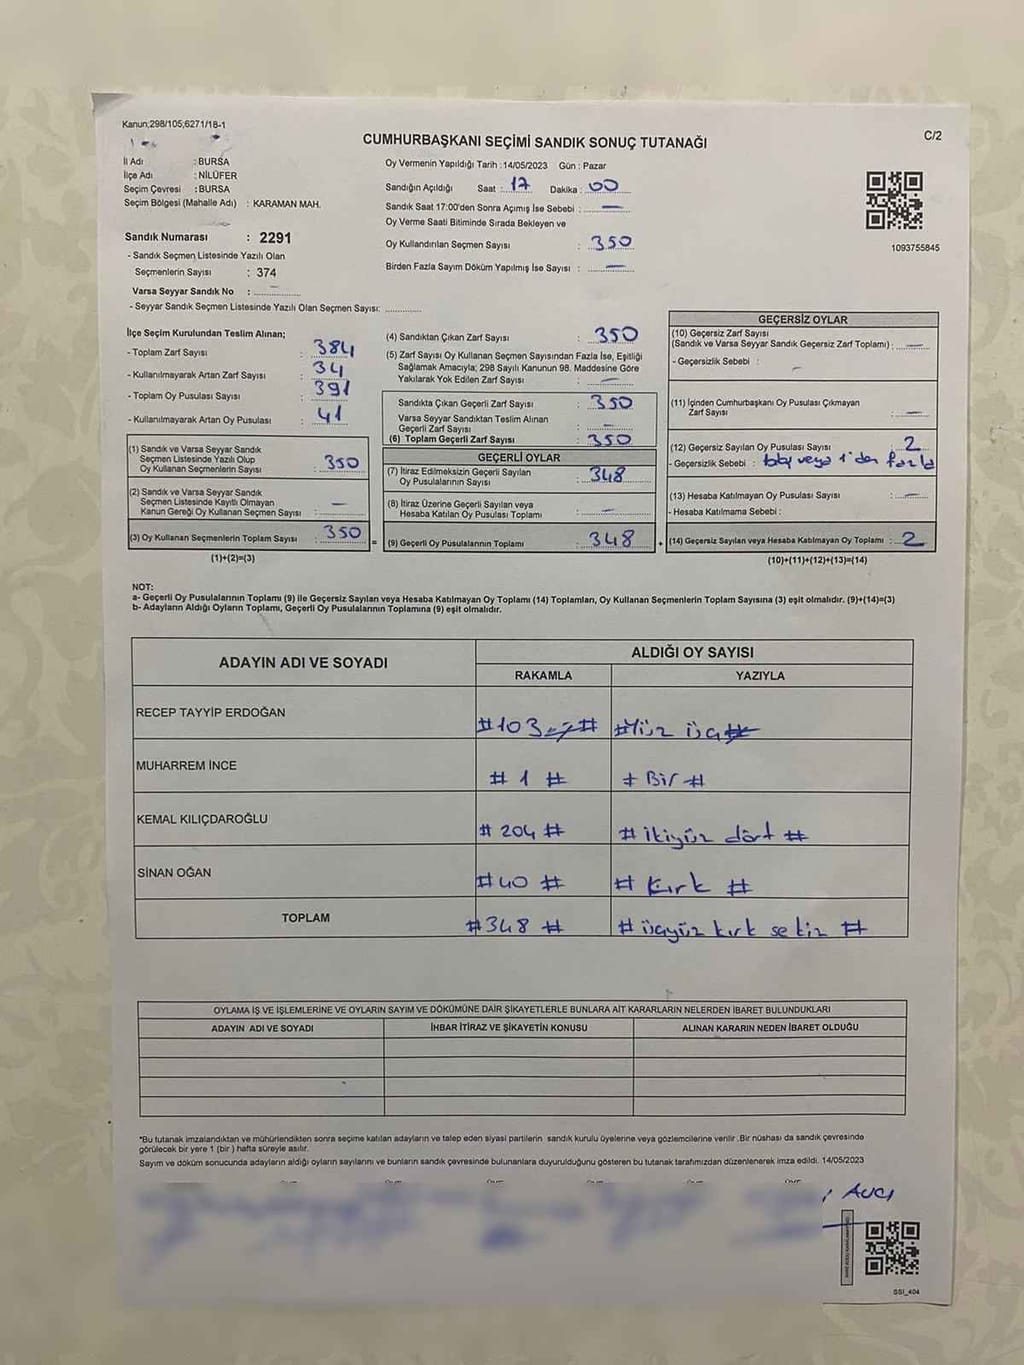 Kanun;298/105;6271/18-1
CUMHURBAŞKANI SEÇİMİ SANDIK SONUÇ TUTANAĞI
C/2
İl Adı : BURSA
İlçe Adı : NİLÜFER
Seçim Çevresi : BURSA
Seçim Bölgesi (Mahalle Adı) : KARAMAN MAH.
Sandık Numarası : 2291
- Sandık Seçmen Listesinde Yazılı Olan
Seçmenlerin Sayısı : 374
Varsa Seyyar Sandık No :
- Seyyar Sandık Seçmen Listesinde Yazılı Olan Seçmen Sayısı:
Oy Vermenin Yapıldığı Tarih : 14/05/2023 Gün : Pazar
Sandığın Açıldığı Saat : 17 Dakika : 00
Sandık Saat 17:00'den Sonra Açımış İse Sebebi : —
Oy Verme Saati Bitiminde Sırada Bekleyen ve
Oy Kullandırılan Seçmen Sayısı : 350
Birden Fazla Sayım Döküm Yapılmış İse Sayısı : —
1093755845
İlçe Seçim Kurulundan Teslim Alınan;
- Toplam Zarf Sayısı : 384
- Kullanılmayarak Artan Zarf Sayısı : 34
- Toplam Oy Pusulası Sayısı : 391
- Kullanılmayarak Artan Oy Pusulası : 41
(1) Sandık ve Varsa Seyyar Sandık
Seçmen Listesinde Yazılı Olup
Oy Kullanan Seçmenlerin Sayısı : 350
(2) Sandık ve Varsa Seyyar Sandık
Seçmen Listesinde Kayıtlı Olmayan
Kanun Gereği Oy Kullanan Seçmen Sayısı : —
(3) Oy Kullanan Seçmenlerin Toplam Sayısı : 350
(1)+(2)=(3)
(4) Sandıktan Çıkan Zarf Sayısı : 350
(5) Zarf Sayısı Oy Kullanan Seçmen Sayısından Fazla İse, Eşitliği
Sağlamak Amacıyla; 298 Sayılı Kanunun 98. Maddesine Göre
Yakılarak Yok Edilen Zarf Sayısı : —
Sandıkta Çıkan Geçerli Zarf Sayısı : 350
Varsa Seyyar Sandıktan Teslim Alınan
Geçerli Zarf Sayısı : —
(6) Toplam Geçerli Zarf Sayısı : 350
GEÇERLİ OYLAR
(7) İtiraz Edilmeksizin Geçerli Sayılan
Oy Pusulalarının Sayısı : 348
(8) İtiraz Üzerine Geçerli Sayılan veya
Hesaba Katılan Oy Pusulası Toplamı : —
= (9) Geçerli Oy Pusulalarının Toplamı : 348
GEÇERSİZ OYLAR
(10) Geçersiz Zarf Sayısı
(Sandık ve Varsa Seyyar Sandık Geçersiz Zarf Toplamı) : —
- Geçersizlik Sebebi : —
(11) İçinden Cumhurbaşkanı Oy Pusulası Çıkmayan
Zarf Sayısı : —
(12) Geçersiz Sayılan Oy Pusulası Sayısı : 2
- Geçersizlik Sebebi : veya 1'den fazla
(13) Hesaba Katılmayan Oy Pusulası Sayısı : —
- Hesaba Katılmama Sebebi :
+ (14) Geçersiz Sayılan veya Hesaba Katılmayan Oy Toplamı : 2
(10)+(11)+(12)+(13)=(14)
NOT:
a- Geçerli Oy Pusulalarının Toplamı (9) ile Geçersiz Sayılan veya Hesaba Katılmayan Oy Toplamı (14) Toplamları, Oy Kullanan Seçmenlerin Toplam Sayısına (3) eşit olmalıdır. (9)+(14)=(3)
b- Adayların Aldığı Oyların Toplamı, Geçerli Oy Pusulalarının Toplamına (9) eşit olmalıdır.
ADAYIN ADI VE SOYADI
ALDIĞI OY SAYISI
RAKAMLA YAZIYLA
RECEP TAYYİP ERDOĞAN #103# #Yüz üç#
MUHARREM İNCE # 1 # # Bir #
KEMAL KILIÇDAROĞLU # 204 # # ikiyüz dört #
SİNAN OĞAN #40 # # Kırk #
TOPLAM #348 # # üçyüz kırk sekiz #
OYLAMA İŞ VE İŞLEMLERİNE VE OYLARIN SAYIM VE DÖKÜMÜNE DAİR ŞİKAYETLERLE BUNLARA AİT KARARLARIN NELERDEN İBARET BULUNDUKLARI
ADAYIN ADI VE SOYADI İHBAR İTİRAZ VE ŞİKAYETİN KONUSU ALINAN KARARIN NEDEN İBARET OLDUĞU
*Bu tutanak imzalandıktan ve mühürlendikten sonra seçime katılan adayların ve talep eden siyasi partilerin sandık kurulu üyelerine veya gözlemcilerine verilir .Bir nüshası da sandık çevresinde
görülecek bir yere 1 (bir ) hafta süreyle asılır.
Sayım ve döküm sonucunda adayların aldığı oyların sayılarını ve bunların sandık çevresinde bulunanlara duyurulduğunu gösteren bu tutanak tarafımızdan düzenlenerek imza edildi. 14/05/2023
AVCI
SSI_404